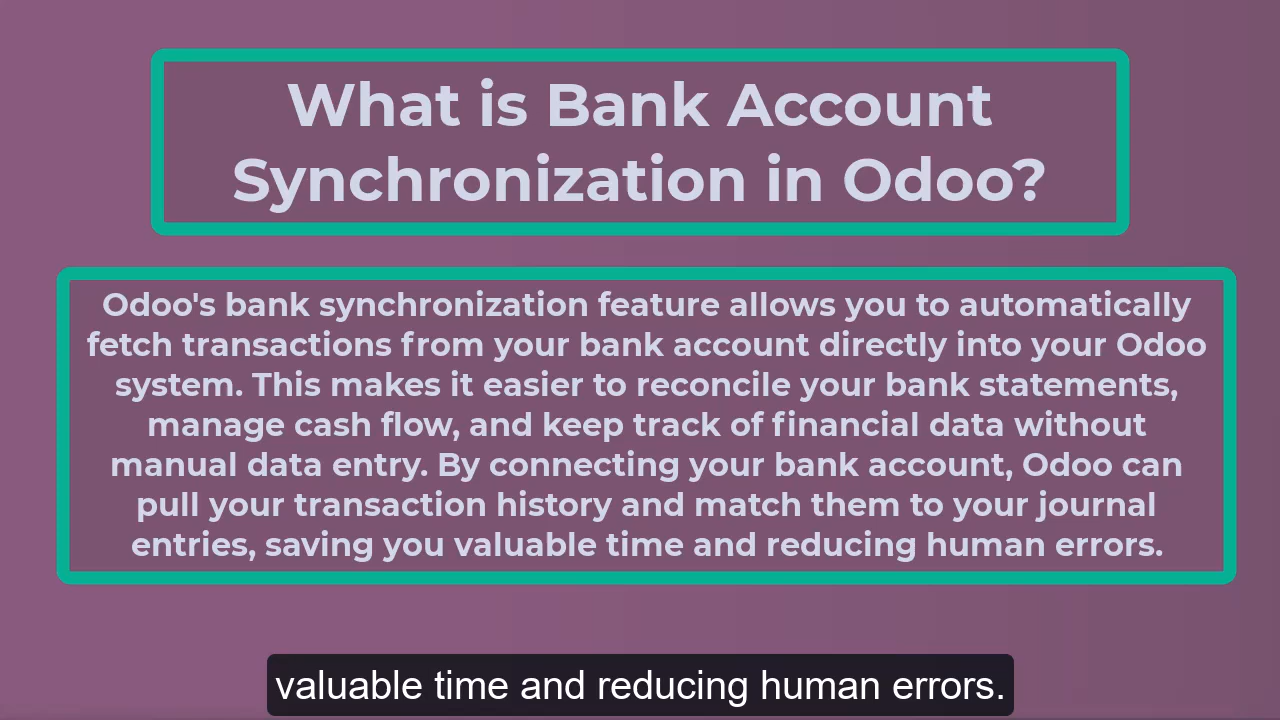 What is Bank Account
Synchronization in Odoo?
Odoo's bank synchronization feature allows you to automatically
fetch transactions from your bank account directly into your Odoo
system. This makes it easier to reconcile your bank statements,
manage cash flow, and keep track of financial data without
manual data entry. By connecting your bank account, Odoo can
pull your transaction history and match them to your journal
entries, saving you valuable time and reducing human errors.
valuable time and reducing human errors.